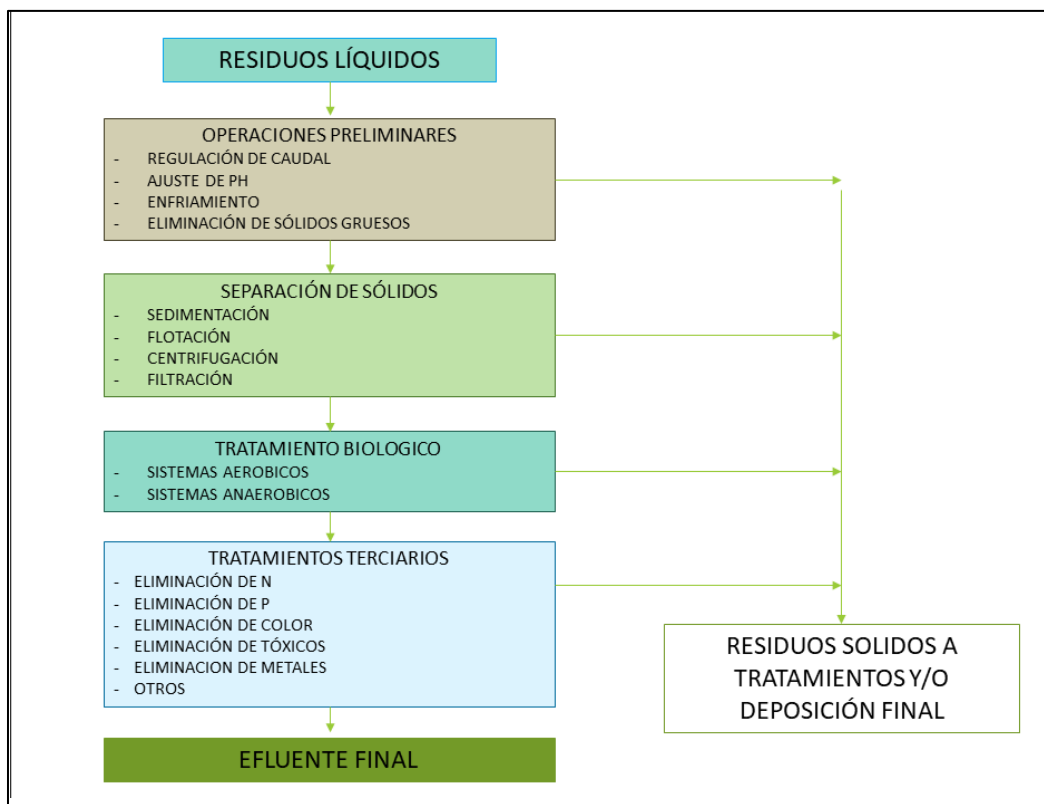 RESIDUOS LÍQUIDOS
OPERACIONES PRELIMINARES
- REGULACIÓN DE CAUDAL
- AJUSTE DE PH
- ENFRIAMIENTO
- ELIMINACIÓN DE SÓLIDOS GRUESOS
SEPARACIÓN DE SÓLIDOS
- SEDIMENTACIÓN
- FLOTACIÓN
- CENTRIFUGACIÓN
- FILTRACIÓN
TRATAMIENTO BIOLOGICO
- SISTEMAS AEROBICOS
- SISTEMAS ANAEROBICOS
TRATAMIENTOS TERCIARIOS
- ELIMINACIÓN DE N
- ELIMINACIÓN DE P
- ELIMINACIÓN DE COLOR
- ELIMINACIÓN DE TÓXICOS
- ELIMINACION DE METALES
- OTROS
RESIDUOS SOLIDOS A
TRATAMIENTOS Y/O
DEPOSICIÓN FINAL
EFLUENTE FINAL